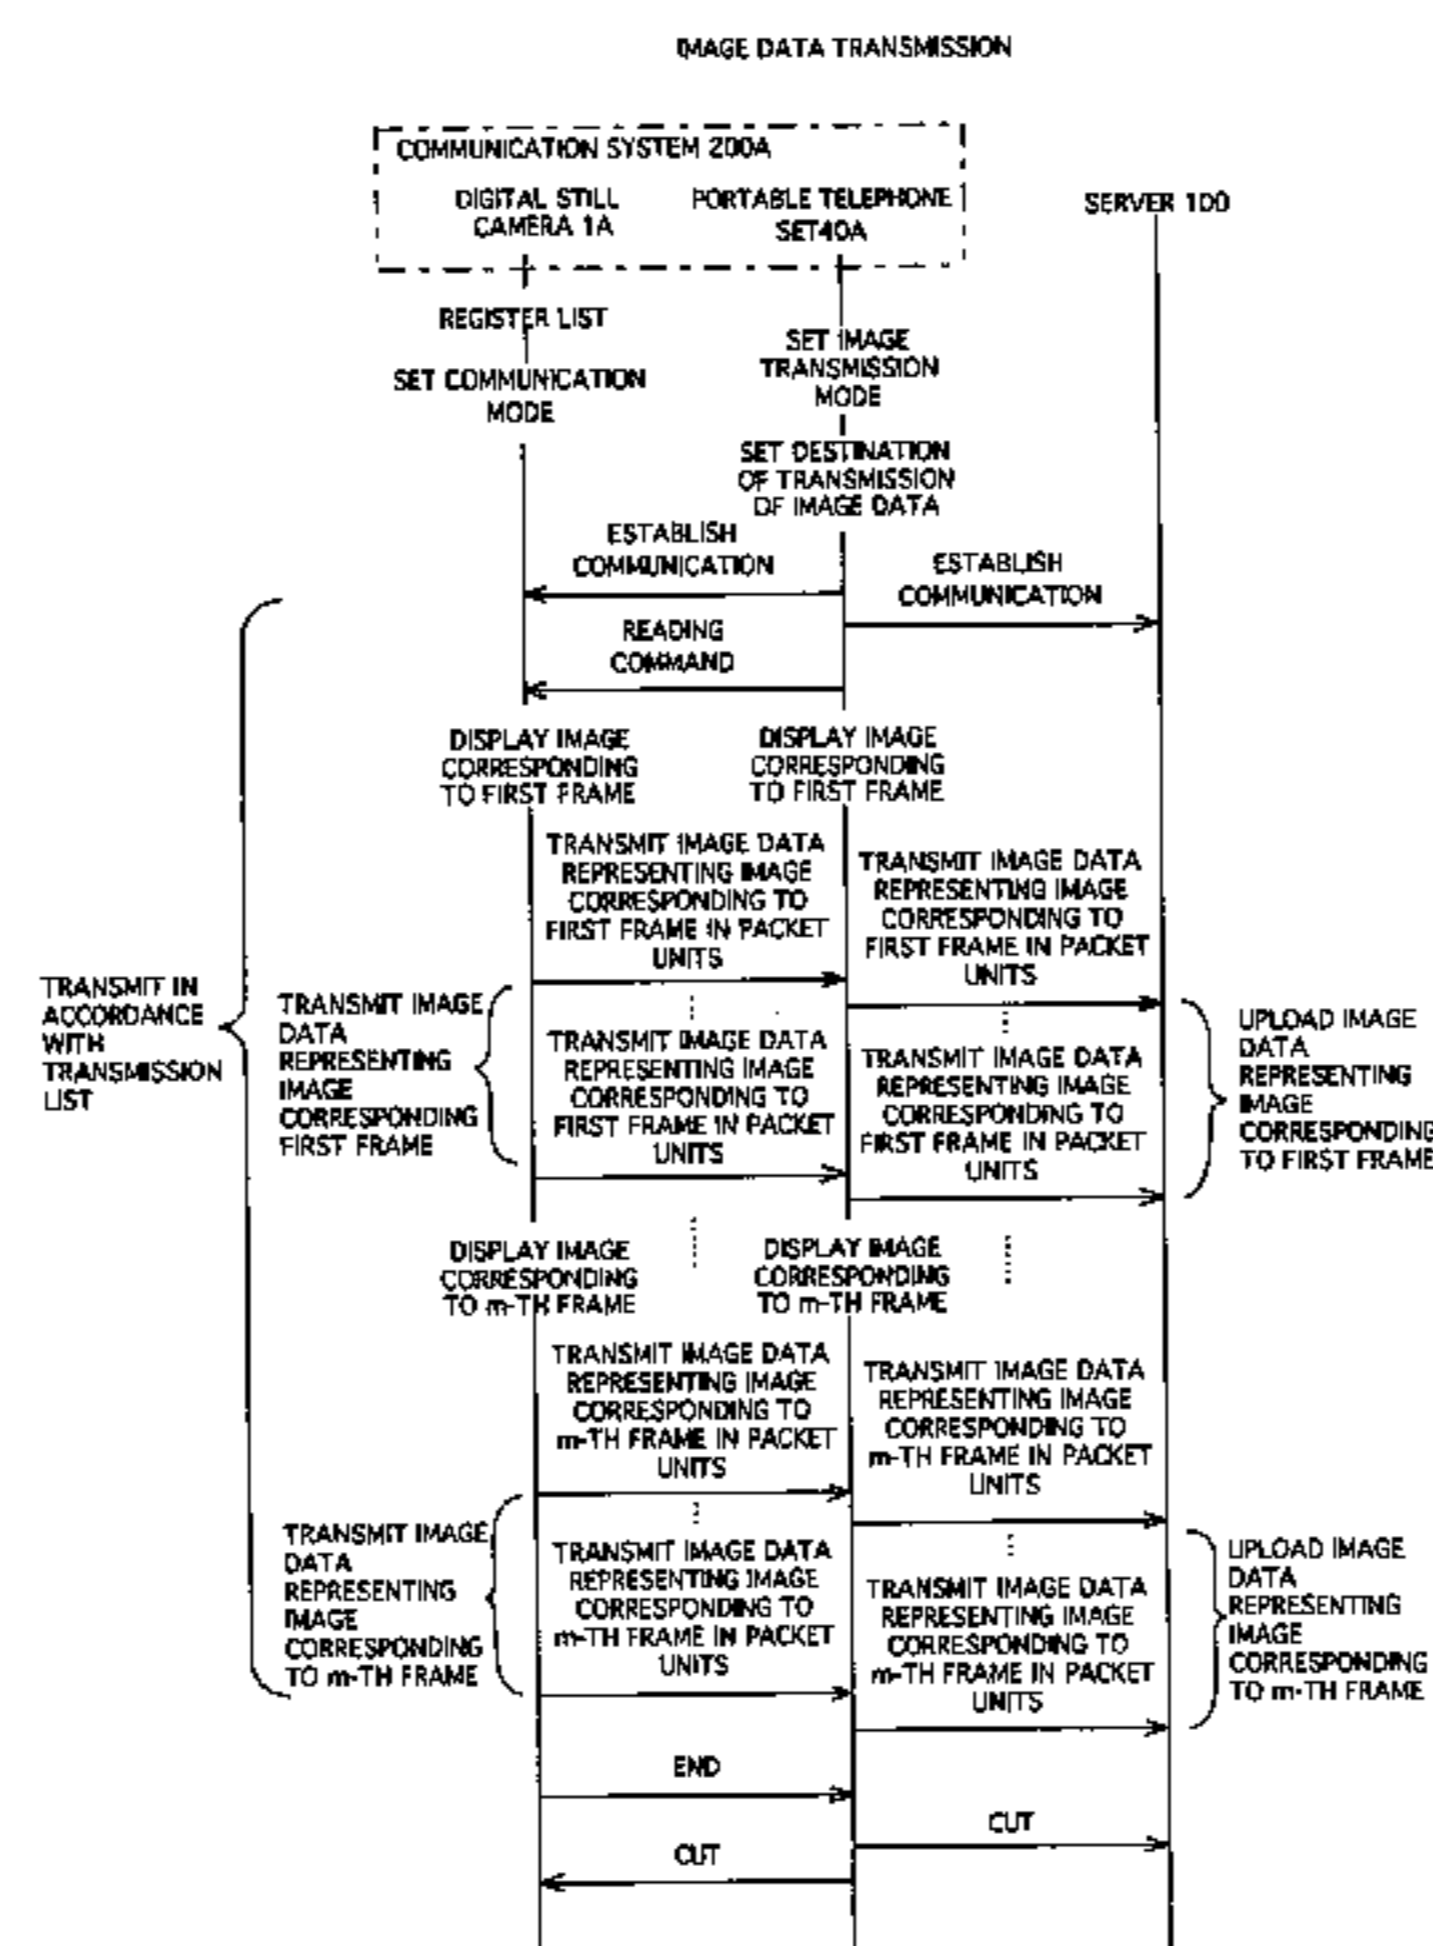 IMAGE DATA TRANSMISSION
COMMUNICATION SYSTEM 200A
DIGITAL STILL
CAMERA 1A
PORTABLE TELEPHONE
SET40A
SERVER 100
REGISTER LIST
SET COMMUNICATION
MODE
SET IMAGE
TRANSMISSION
MODE
SET DESTINATION
OF TRANSMISSION
OF IMAGE DATA
ESTABLISH
COMMUNICATION
ESTABLISH
COMMUNICATION
READING
COMMAND
DISPLAY IMAGE
CORRESPONDING
TO FIRST FRAME
DISPLAY IMAGE
CORRESPONDING
TO FIRST FRAME
TRANSMIT IMAGE DATA
REPRESENTING IMAGE
CORRESPONDING TO
FIRST FRAME IN PACKET
UNITS
TRANSMIT IMAGE DATA
REPRESENTING IMAGE
CORRESPONDING TO
FIRST FRAME IN PACKET
UNITS
TRANSMIT IN
ACCORDANCE
WITH
TRANSMISSION
LIST
TRANSMIT IMAGE
DATA
REPRESENTING
IMAGE
CORRESPONDING
FIRST FRAME
TRANSMIT IMAGE DATA
REPRESENTING IMAGE
CORRESPONDING TO
FIRST FRAME IN PACKET
UNITS
TRANSMIT IMAGE DATA
REPRESENTING IMAGE
CORRESPONDING TO
FIRST FRAME IN PACKET
UNITS
UPLOAD IMAGE
DATA
REPRESENTING
IMAGE
CORRESPONDING
TO FIRST FRAME
DISPLAY IMAGE
CORRESPONDING
TO m-TH FRAME
DISPLAY IMAGE
CORRESPONDING
TO m-TH FRAME
TRANSMIT IMAGE DATA
REPRESENTING IMAGE
CORRESPONDING TO
m-TH FRAME IN PACKET
UNITS
TRANSMIT IMAGE DATA
REPRESENTING IMAGE
CORRESPONDING TO
m-TH FRAME IN PACKET
UNITS
TRANSMIT IMAGE
DATA
REPRESENTING
IMAGE
CORRESPONDING
TO m-TH FRAME
TRANSMIT IMAGE DATA
REPRESENTING IMAGE
CORRESPONDING TO
m-TH FRAME IN PACKET
UNITS
TRANSMIT IMAGE DATA
REPRESENTING IMAGE
CORRESPONDING TO
m-TH FRAME IN PACKET
UNITS
UPLOAD IMAGE
DATA
REPRESENTING
IMAGE
CORRESPONDING
TO m-TH FRAME
END
CUT
CUT